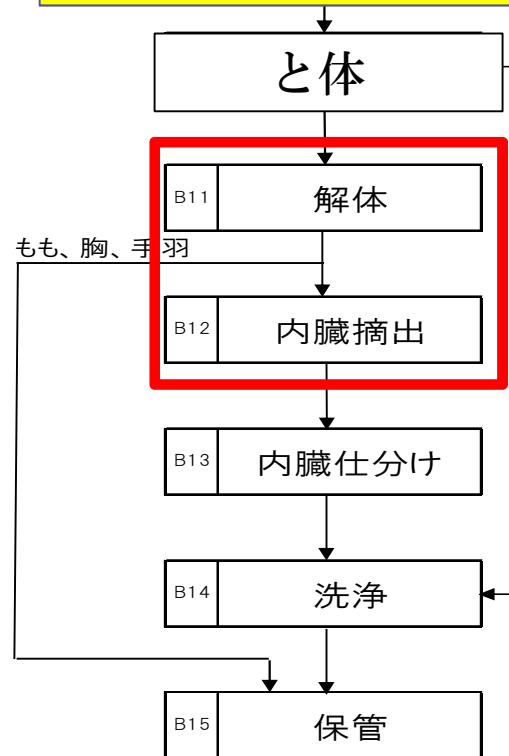 と体
B11 解体
もも、胸、手羽
B12 内臓摘出
B13 内臓仕分け
B14 洗浄
B15 保管